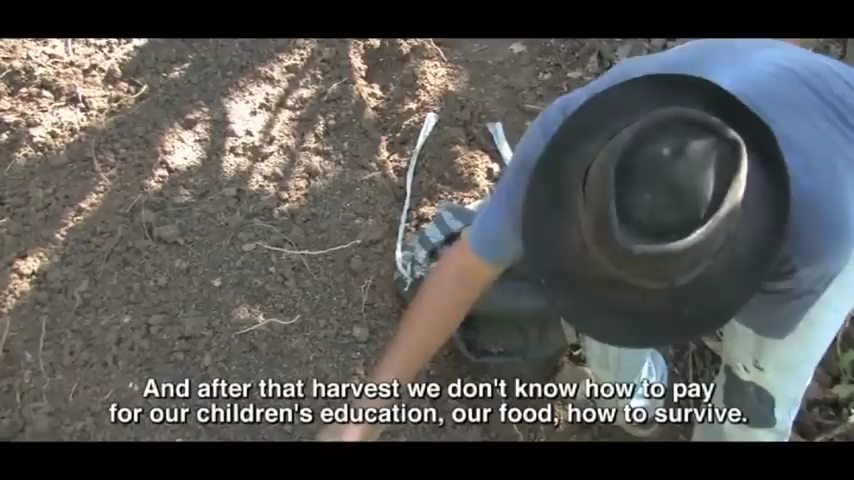 And after that harvest we don't know how to pay
for our children's education, our food, how to survive.